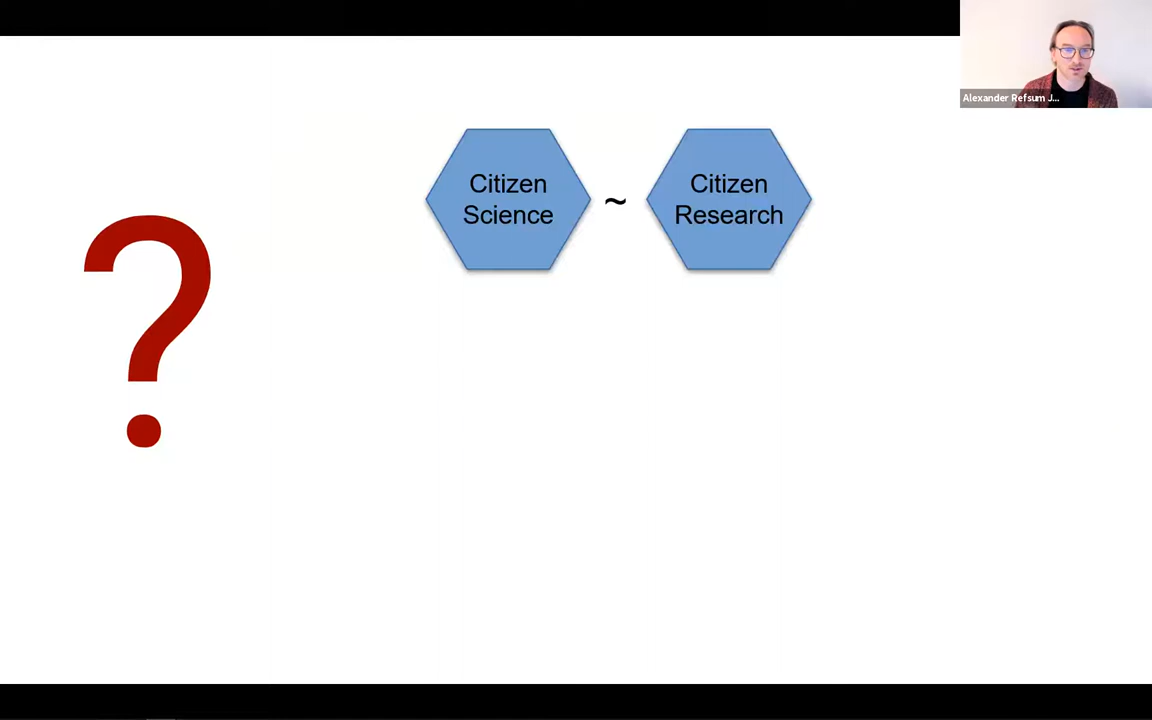 Alexander Refsum J...
Citizen
Science
~
Citizen
Research
?